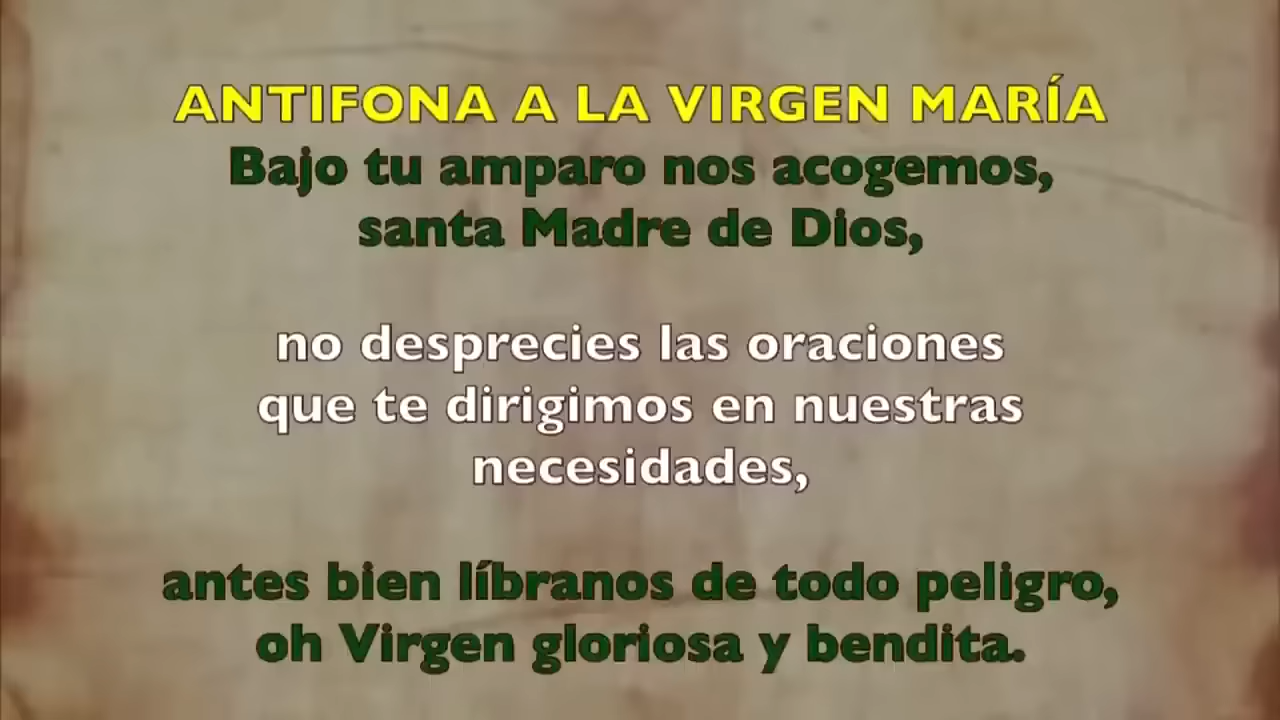 ANTIFONA A LA VIRGEN MARÍA
Bajo tu amparo nos acogemos,
santa Madre de Dios,
no desprecies las oraciones
que te dirigimos en nuestras
necesidades,
antes bien líbranos de todo peligro,
oh Virgen gloriosa y bendita.